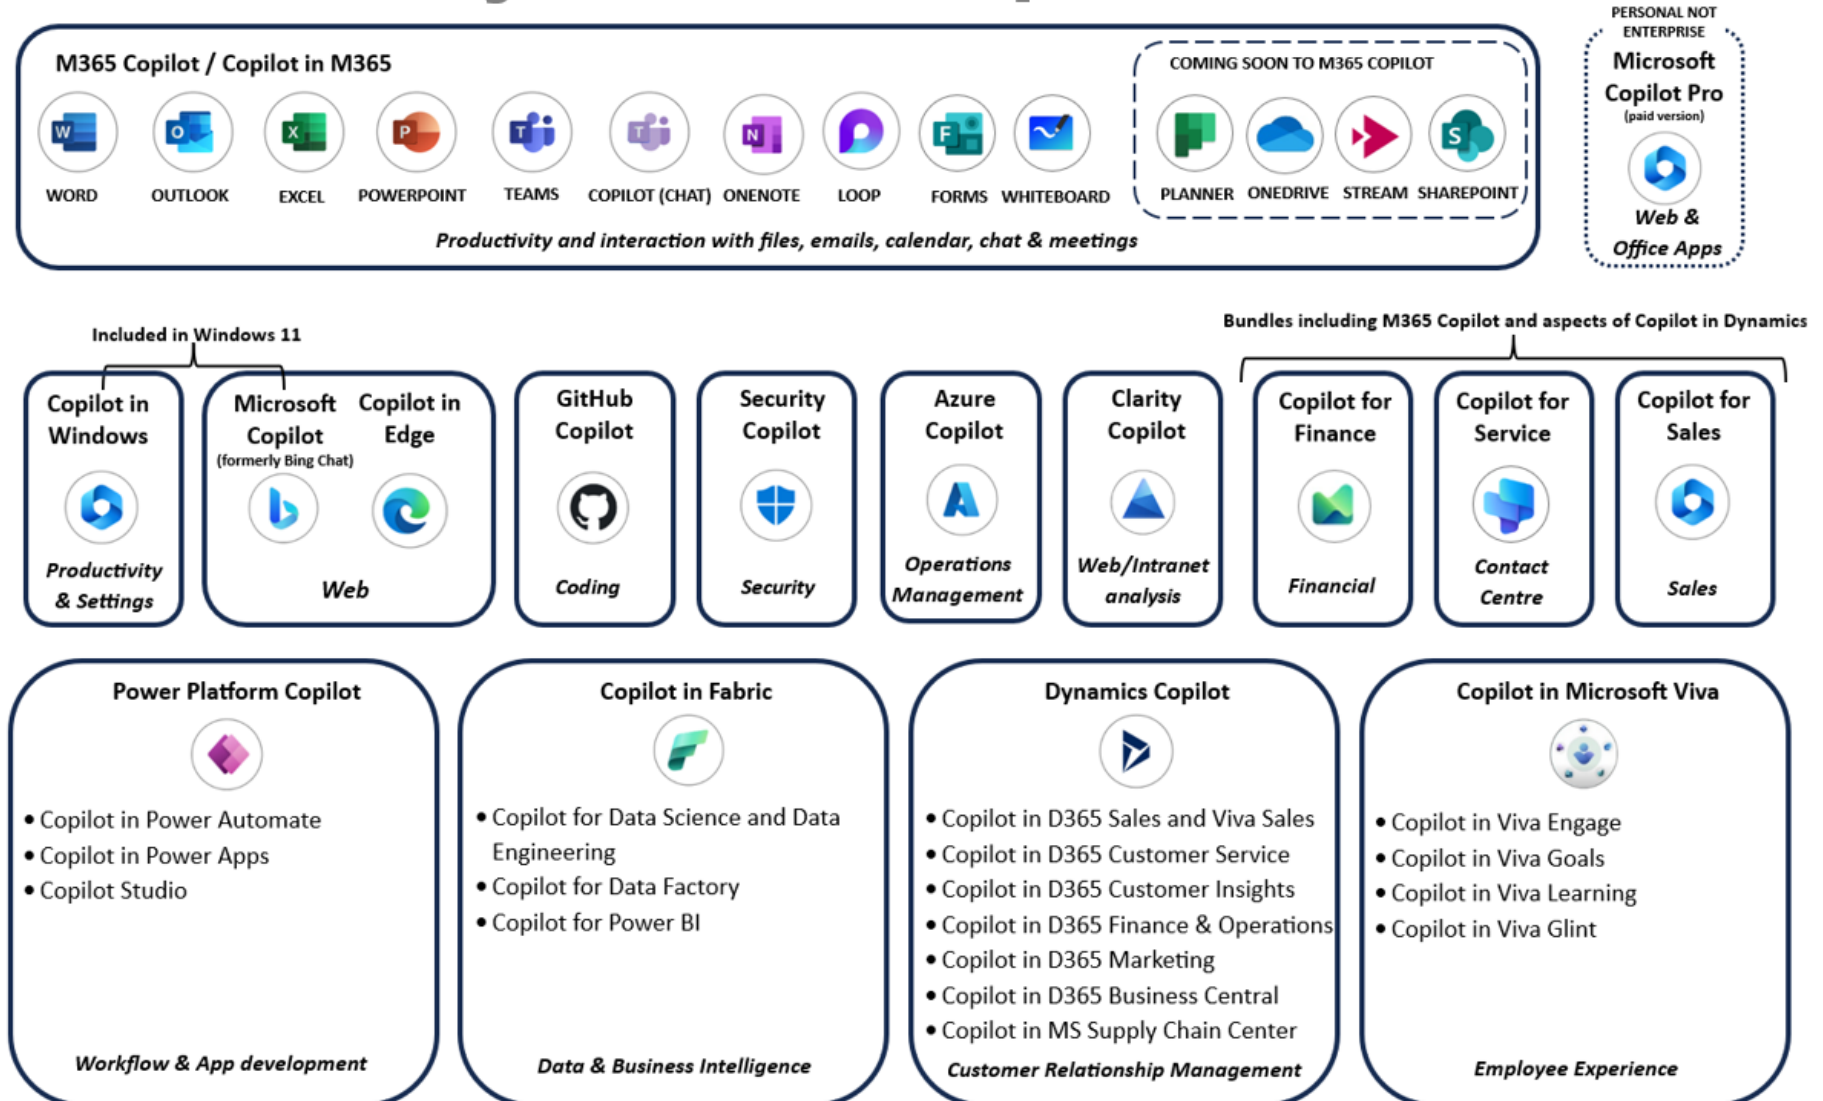 PERSONAL NOT
ENTERPRISE
Microsoft
Copilot Pro
(paid version)
Web &
Office Apps
M365 Copilot / Copilot in M365
COMING SOON TO M365 COPILOT
WORD
OUTLOOK
EXCEL
POWERPOINT
TEAMS
COPILOT (CHAT)
ONENOTE
LOOP
FORMS
WHITEBOARD
PLANNER
ONEDRIVE
STREAM
SHAREPOINT
Productivity and interaction with files, emails, calendar, chat & meetings
Included in Windows 11
Bundles including M365 Copilot and aspects of Copilot in Dynamics
Copilot in
Windows
Productivity
& Settings
Microsoft
Copilot
(formerly Bing Chat)
Copilot in
Edge
Web
GitHub
Copilot
Coding
Security
Copilot
Security
Azure
Copilot
Operations
Management
Clarity
Copilot
Web/Intranet
analysis
Copilot for
Finance
Financial
Copilot for
Service
Contact
Centre
Copilot for
Sales
Sales
Power Platform Copilot
• Copilot in Power Automate
• Copilot in Power Apps
• Copilot Studio
Workflow & App development
Copilot in Fabric
• Copilot for Data Science and Data
Engineering
• Copilot for Data Factory
• Copilot for Power BI
Data & Business Intelligence
Dynamics Copilot
• Copilot in D365 Sales and Viva Sales
• Copilot in D365 Customer Service
• Copilot in D365 Customer Insights
• Copilot in D365 Finance & Operations
• Copilot in D365 Marketing
• Copilot in D365 Business Central
• Copilot in MS Supply Chain Center
Customer Relationship Management
Copilot in Microsoft Viva
• Copilot in Viva Engage
• Copilot in Viva Goals
• Copilot in Viva Learning
• Copilot in Viva Glint
Employee Experience